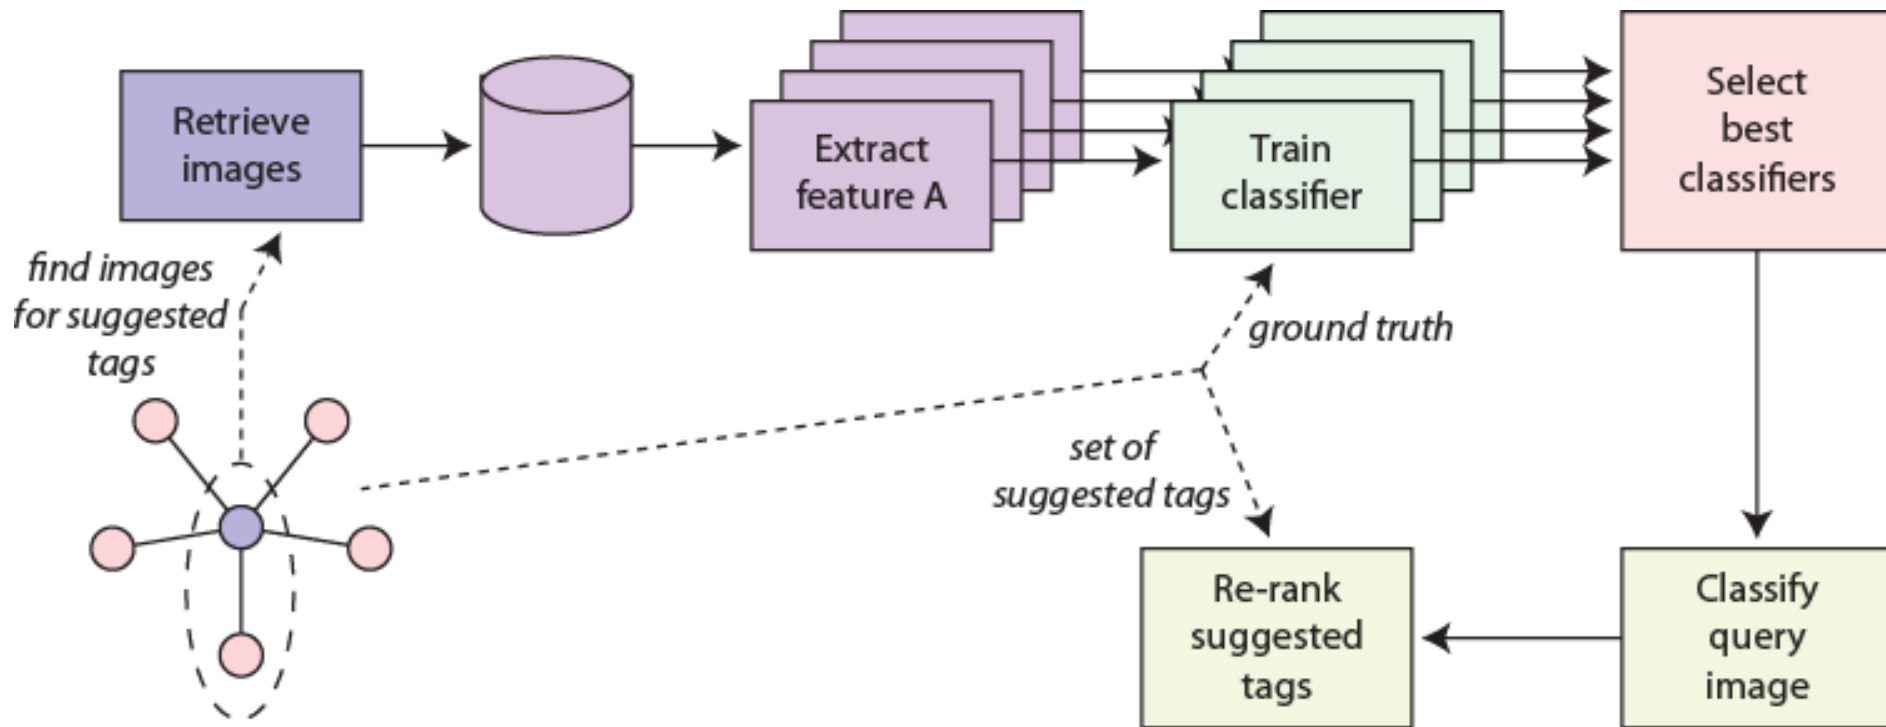 Retrieve
images
Extract
feature A
Train
classifier
Select
best
classifiers
find images
for suggested
tags
ground truth
set of
suggested tags
Re-rank
suggested
tags
Classify
query
image